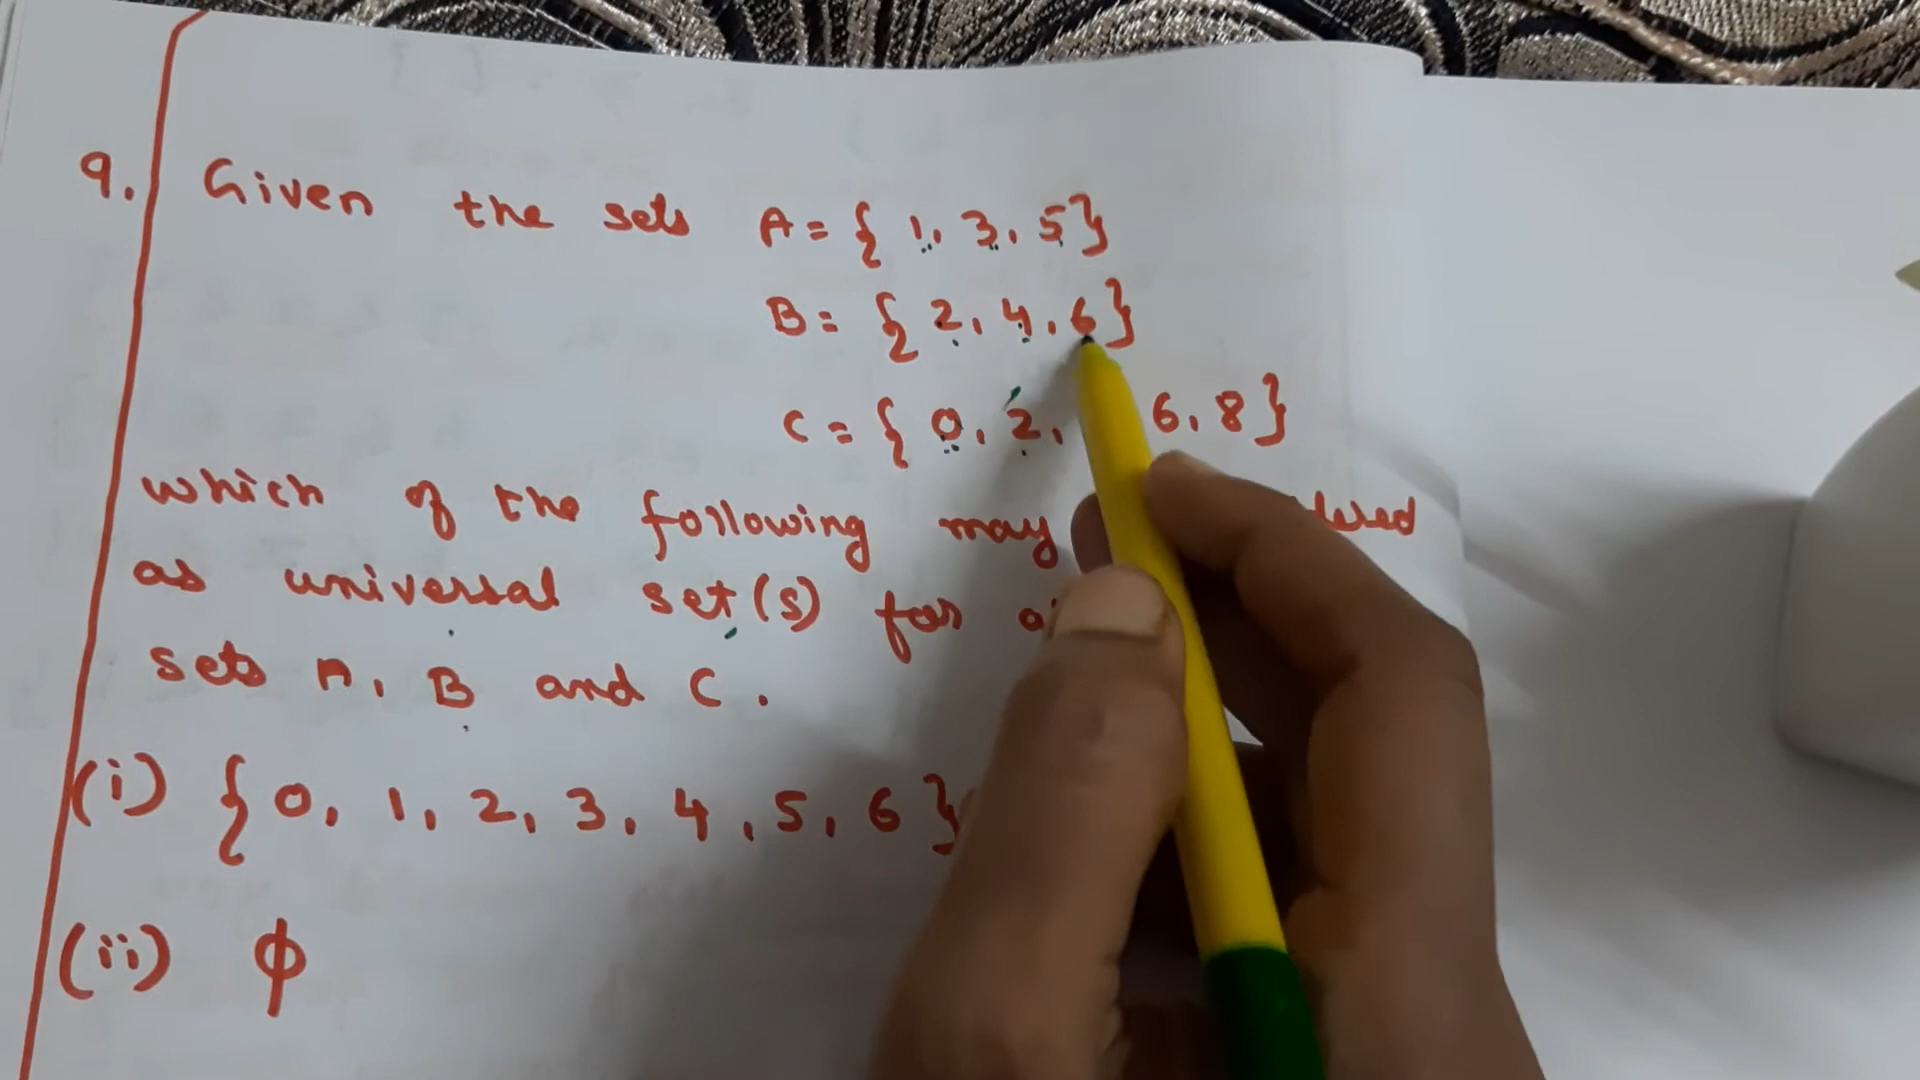 9. Given the sets A = { 1, 3, 5}
B = { 2, 4, 6}
C = { 0, 2, 6, 8}
which of the following may
as universal set(s) for
sets A, B and C.
(i) { 0, 1, 2, 3, 4, 5, 6 }
(ii) ϕ